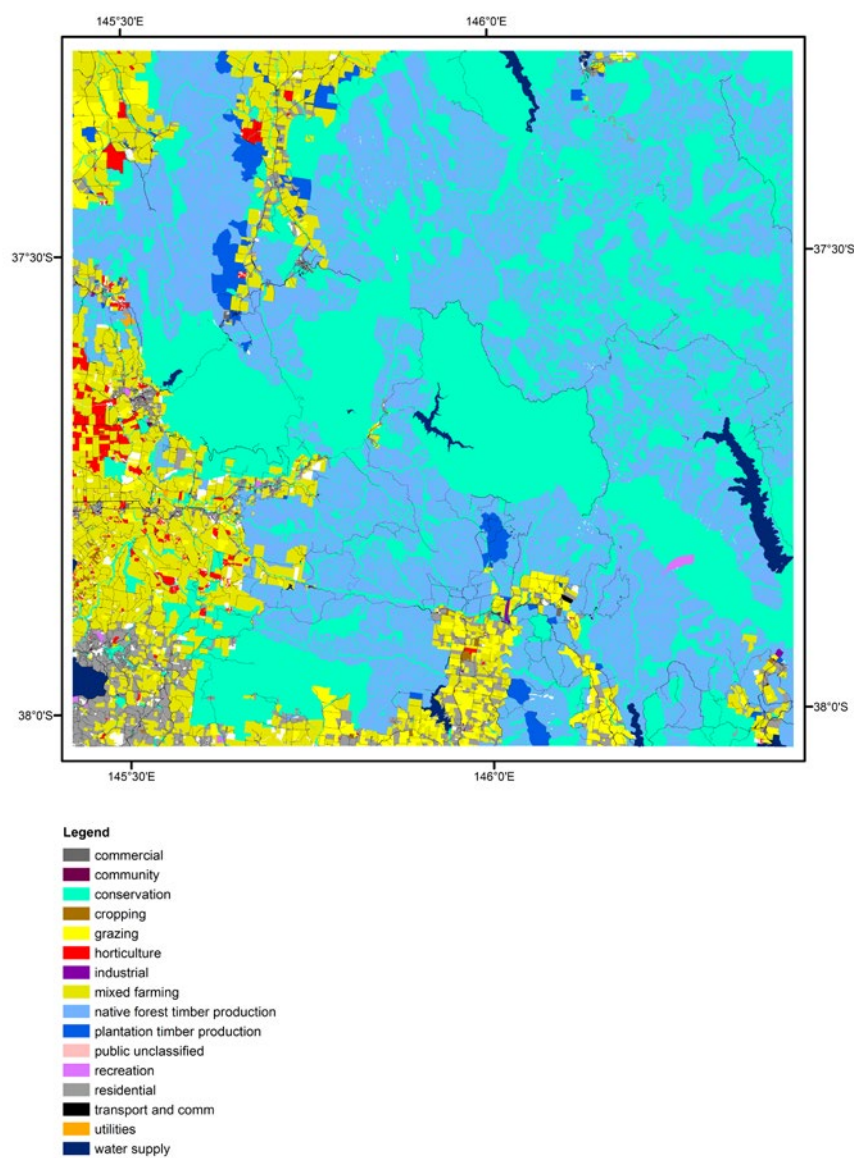 145°30'E 146°0'E
37°30'S 37°30'S
38°0'S 38°0'S
145°30'E 146°0'E
Legend
commercial
community
conservation
cropping
grazing
horticulture
industrial
mixed farming
native forest timber production
plantation timber production
public unclassified
recreation
residential
transport and comm
utilities
water supply